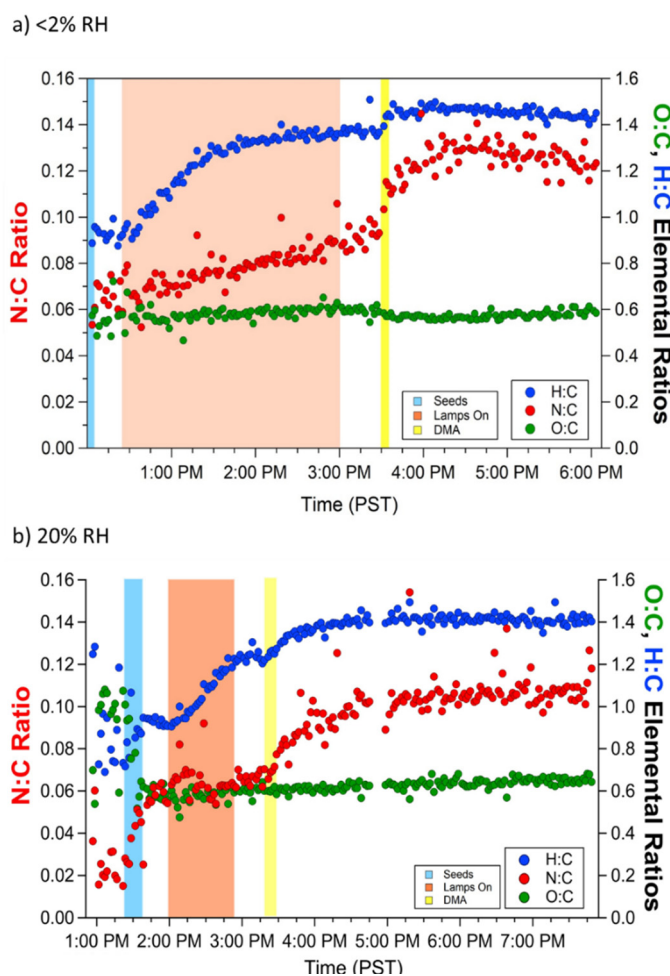 a) <2% RH
0.16
0.14
0.12
0.10
0.08
0.06
0.04
0.02
0.00
N:C Ratio
1.6
1.4
1.2
1.0
0.8
0.6
0.4
0.2
0.0
O:C, H:C Elemental Ratios
Seeds
Lamps On
DMA
H:C
N:C
O:C
1:00 PM 2:00 PM 3:00 PM 4:00 PM 5:00 PM 6:00 PM
Time (PST)
b) 20% RH
0.16
0.14
0.12
0.10
0.08
0.06
0.04
0.02
0.00
N:C Ratio
1.6
1.4
1.2
1.0
0.8
0.6
0.4
0.2
0.0
O:C, H:C Elemental Ratios
Seeds
Lamps On
DMA
H:C
N:C
O:C
1:00 PM 2:00 PM 3:00 PM 4:00 PM 5:00 PM 6:00 PM 7:00 PM
Time (PST)